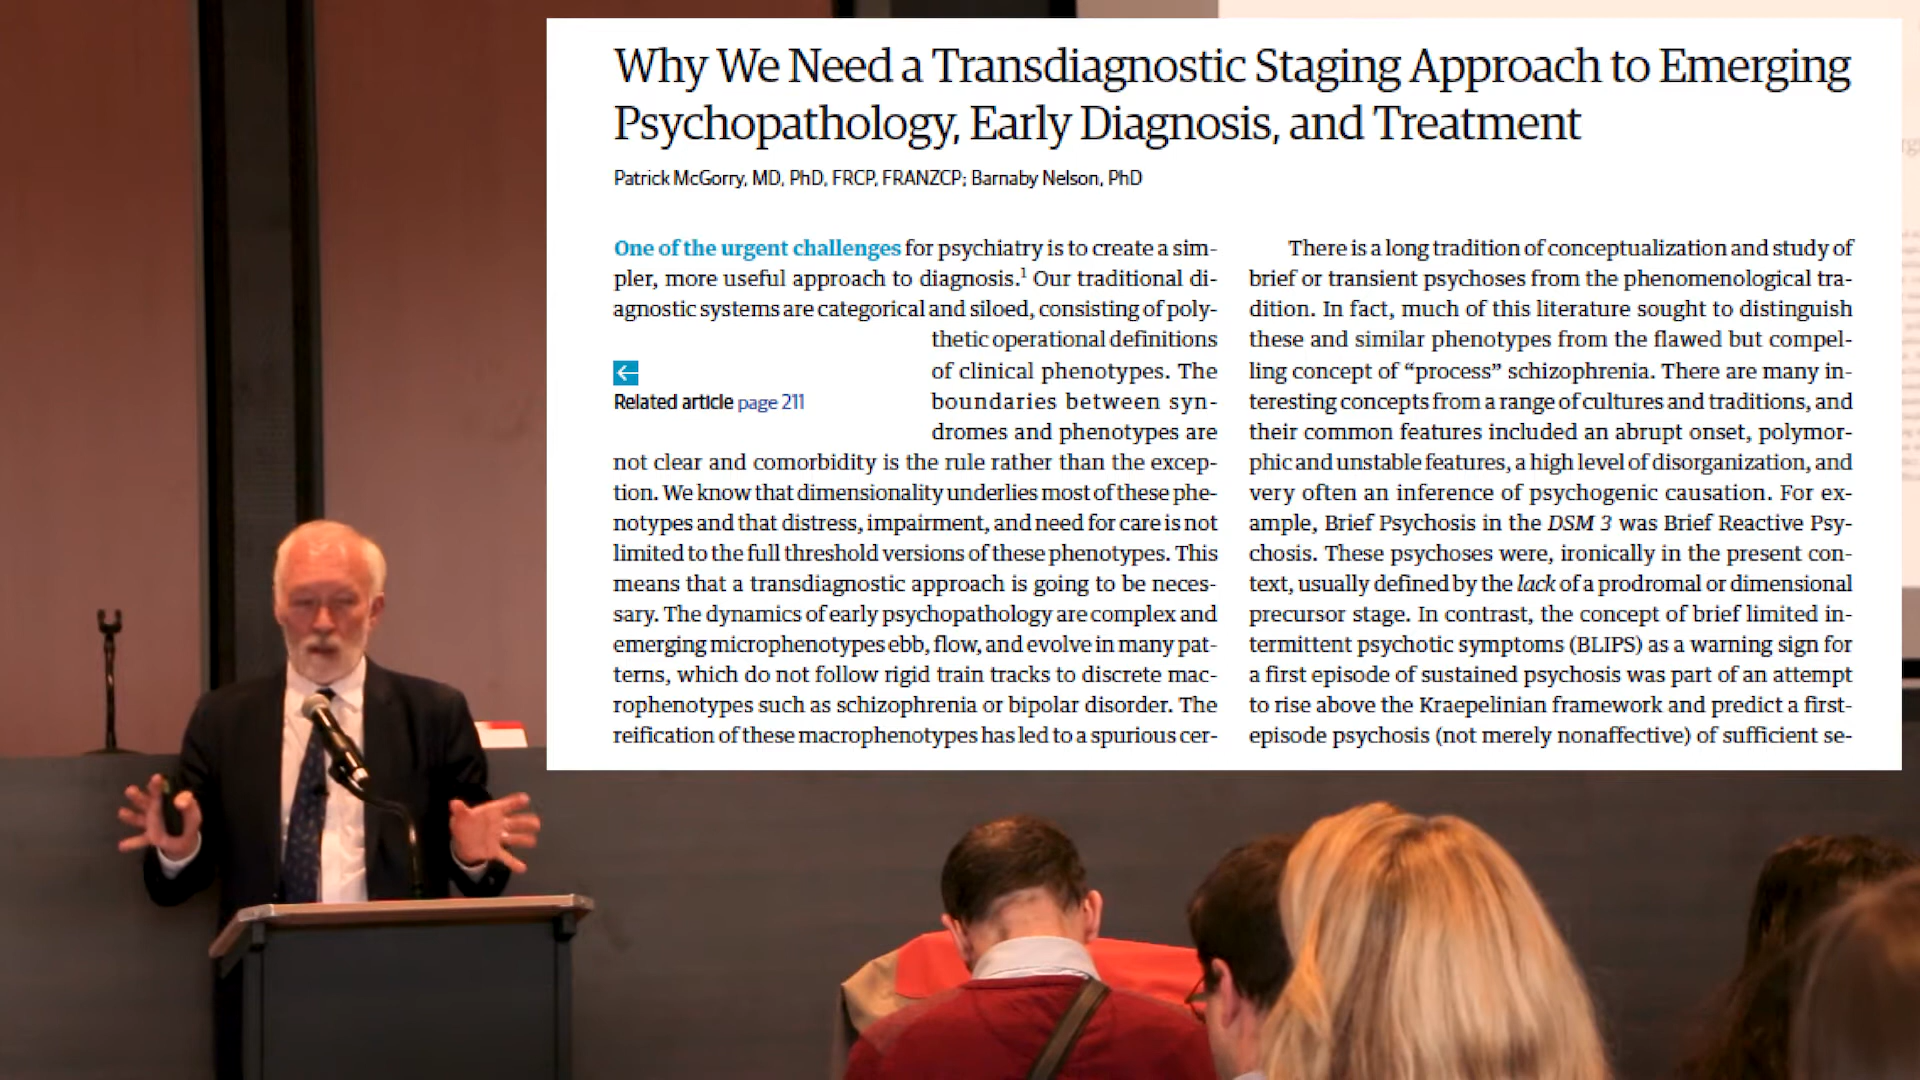 Why We Need a Transdiagnostic Staging Approach to Emerging
Psychopathology, Early Diagnosis, and Treatment
Patrick McGorry, MD, PhD, FRCP, FRANZCP; Barnaby Nelson, PhD
One of the urgent challenges for psychiatry is to create a sim-
pler, more useful approach to diagnosis.1 Our traditional di-
agnostic systems are categorical and siloed, consisting of poly-
thetic operational definitions
of clinical phenotypes. The
boundaries between syn-
dromes and phenotypes are
not clear and comorbidity is the rule rather than the excep-
tion. We know that dimensionality underlies most of these phe-
notypes and that distress, impairment, and need for care is not
limited to the full threshold versions of these phenotypes. This
means that a transdiagnostic approach is going to be neces-
sary. The dynamics of early psychopathology are complex and
emerging microphenotypes ebb, flow, and evolve in many pat-
terns, which do not follow rigid train tracks to discrete mac-
rophenotypes such as schizophrenia or bipolar disorder. The
reification of these macrophenotypes has led to a spurious cer-
←
Related article page 211
There is a long tradition of conceptualization and study of
brief or transient psychoses from the phenomenological tra-
dition. In fact, much of this literature sought to distinguish
these and similar phenotypes from the flawed but compel-
ling concept of “process” schizophrenia. There are many in-
teresting concepts from a range of cultures and traditions, and
their common features included an abrupt onset, polymor-
phic and unstable features, a high level of disorganization, and
very often an inference of psychogenic causation. For ex-
ample, Brief Psychosis in the DSM 3 was Brief Reactive Psy-
chosis. These psychoses were, ironically in the present con-
text, usually defined by the lack of a prodromal or dimensional
precursor stage. In contrast, the concept of brief limited in-
termittent psychotic symptoms (BLIPS) as a warning sign for
a first episode of sustained psychosis was part of an attempt
to rise above the Kraepelinian framework and predict a first-
episode psychosis (not merely nonaffective) of sufficient se-